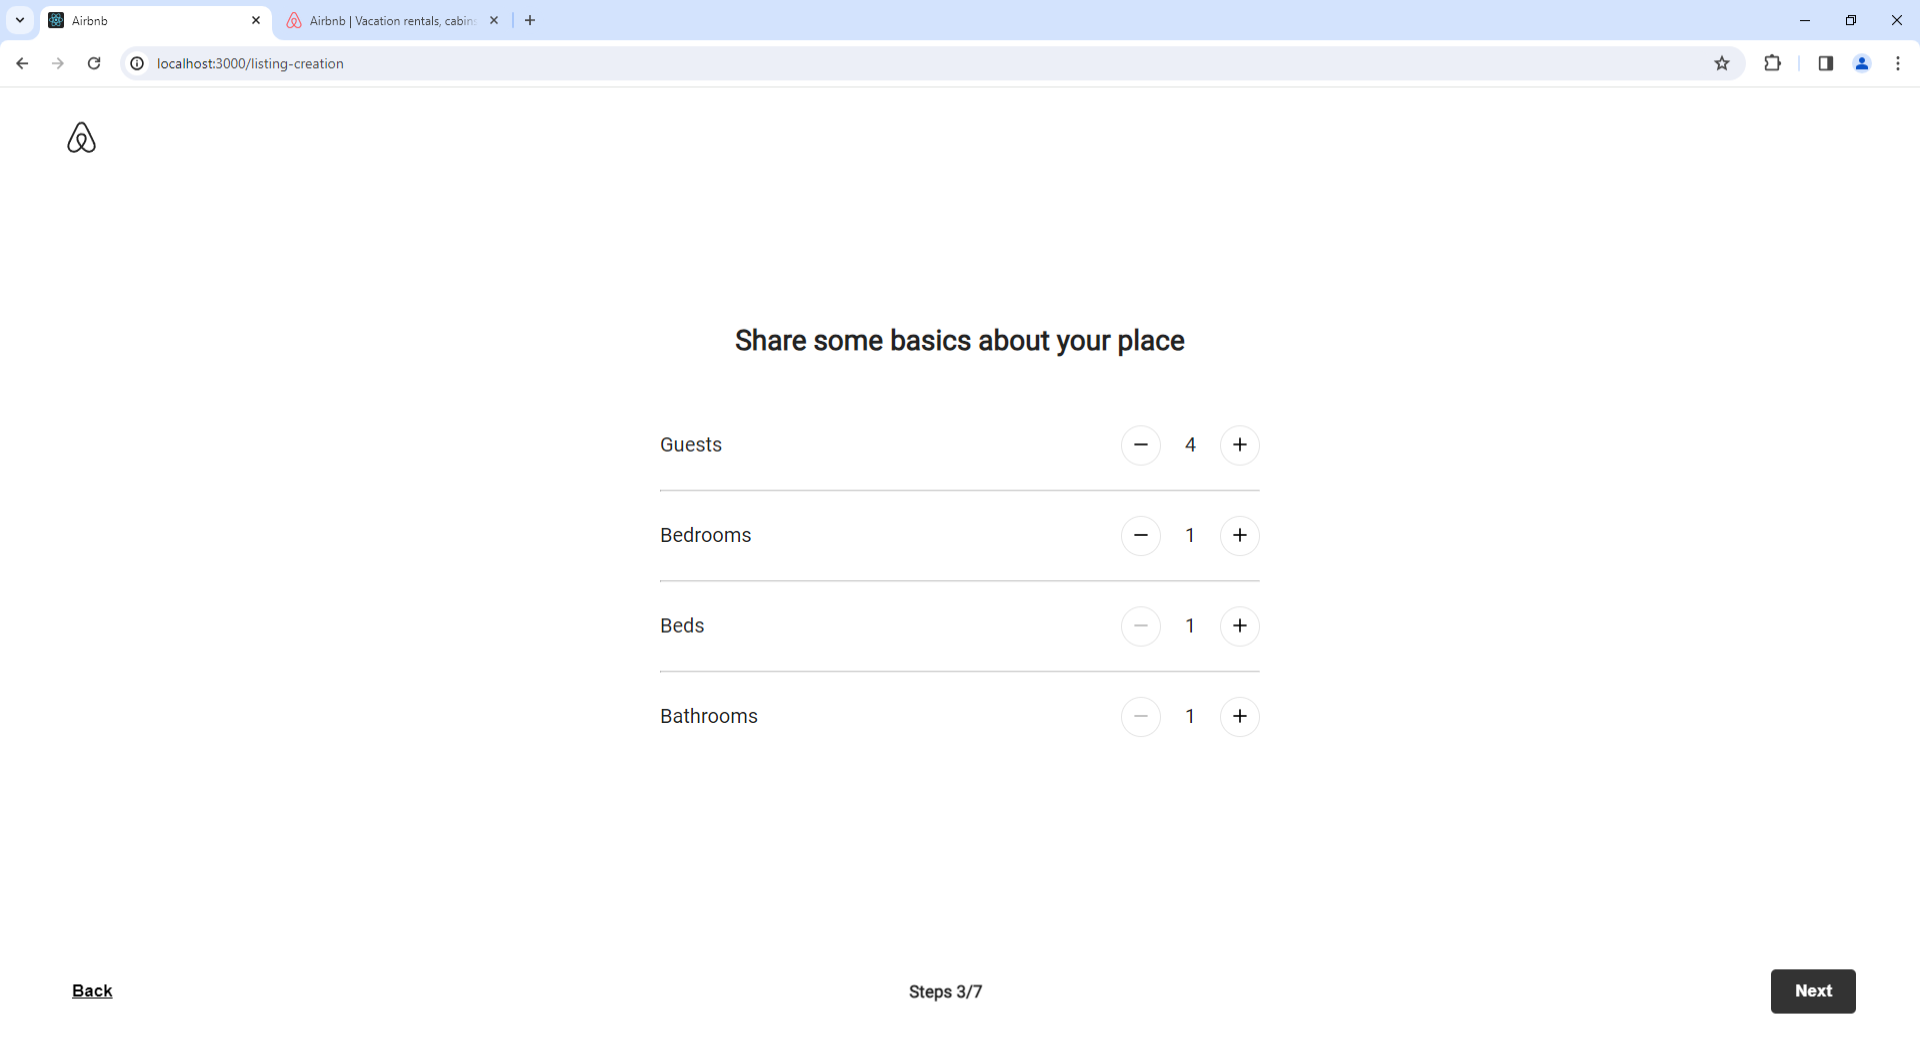 Airbnb
Airbnb | Vacation rentals, cabin
localhost:3000/listing-creation
Share some basics about your place
Guests 4
Bedrooms 1
Beds 1
Bathrooms 1
Back
Steps 3/7
Next